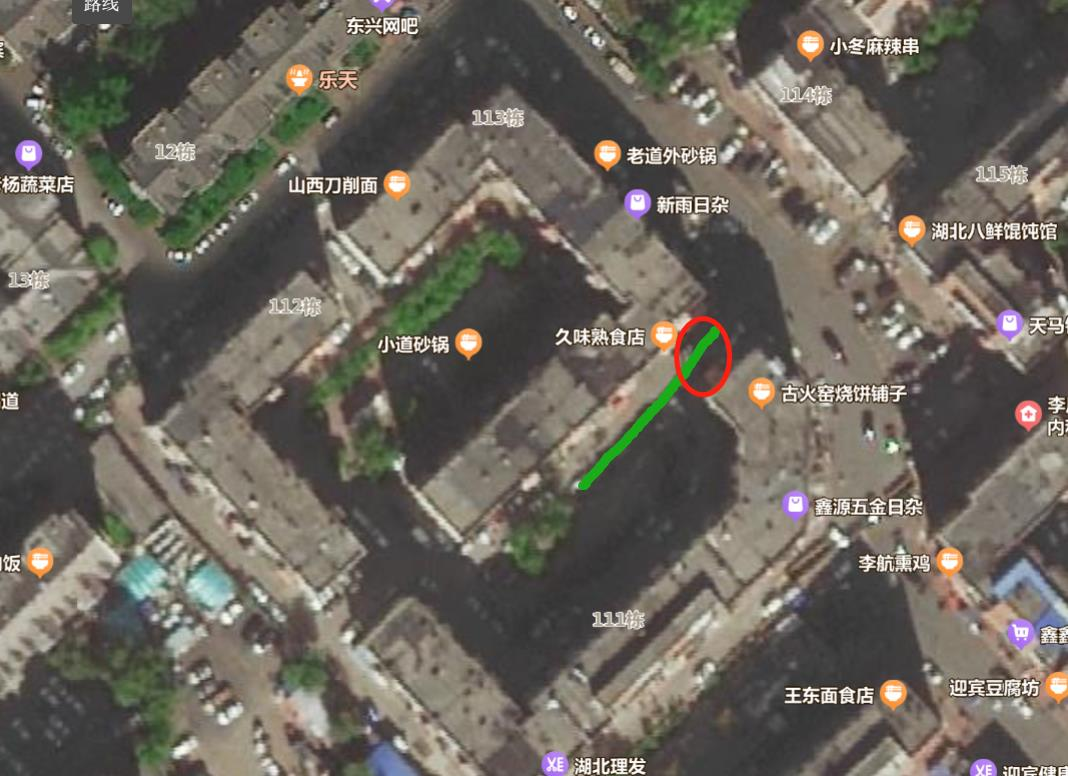 路线
东兴网吧
小冬麻辣串
乐天
114栋
113栋
12栋
老道外砂锅
115栋
杨蔬菜店
山西刀削面
新雨日杂
湖北八鲜馄饨馆
13栋
112栋
天马
久味熟食店
小道砂锅
古火窑烧饼铺子
道
李
内
鑫源五金日杂
饭
李航熏鸡
111栋
鑫鑫
迎宾豆腐坊
王东面食店
湖北理发
迎宾健康